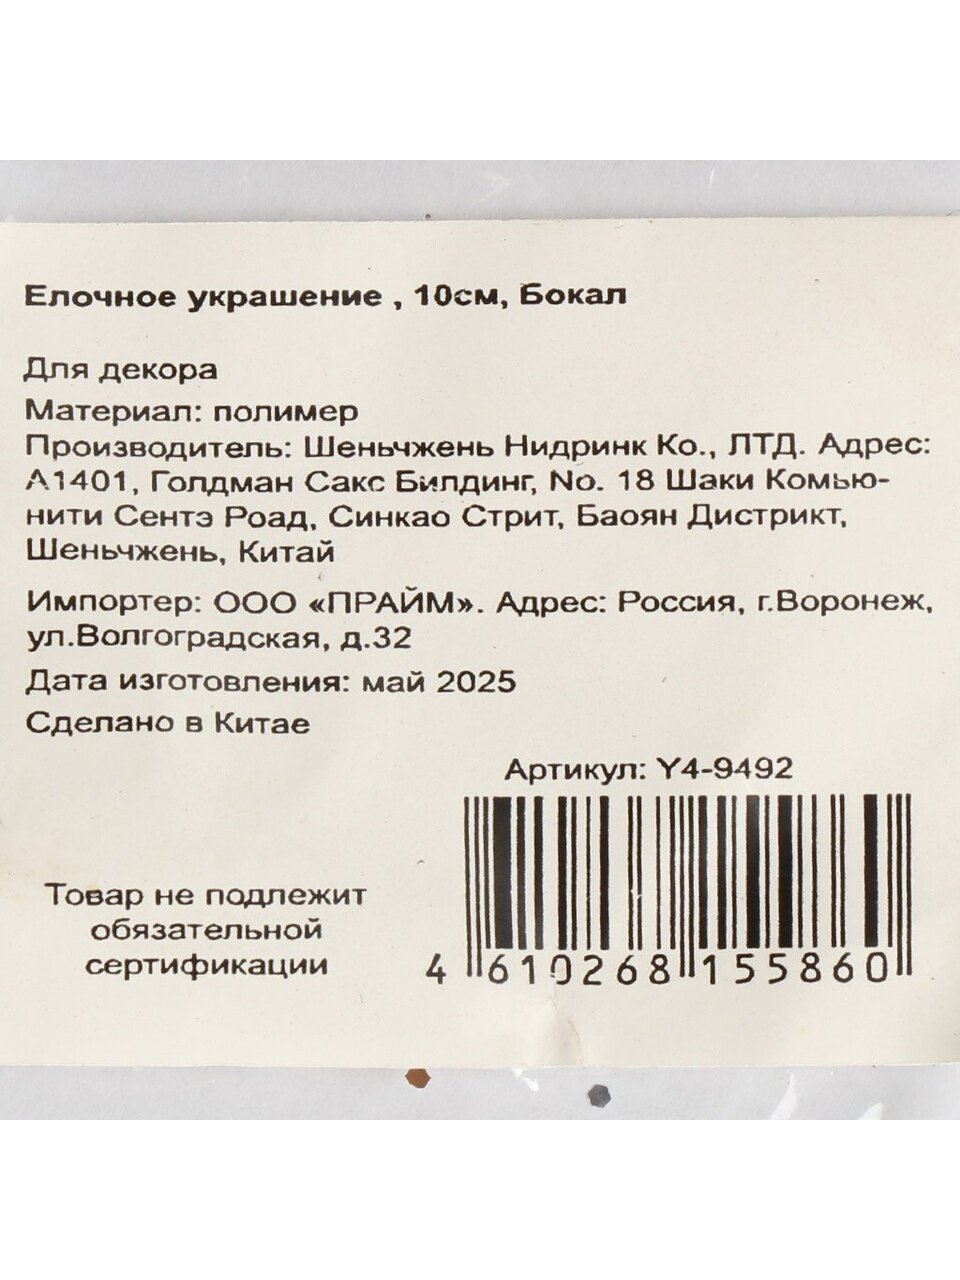 Елочное украшение , 10см, Бокал
Для декора
Материал: полимер
Производитель: Шеньчжень Нидринк Ко., ЛТД. Адрес:
А1401, Голдман Сакс Билдинг, No. 18 Шаки Комью-
нити Сентэ Роад, Синкао Стрит, Баоян Дистрикт,
Шеньчжень, Китай
Импортер: ООО «ПРАЙМ». Адрес: Россия, г.Воронеж,
ул.Волгоградская, д.32
Дата изготовления: май 2025
Сделано в Китае
Артикул: Y4-9492
Товар не подлежит
обязательной
сертификации
4 610268 155860